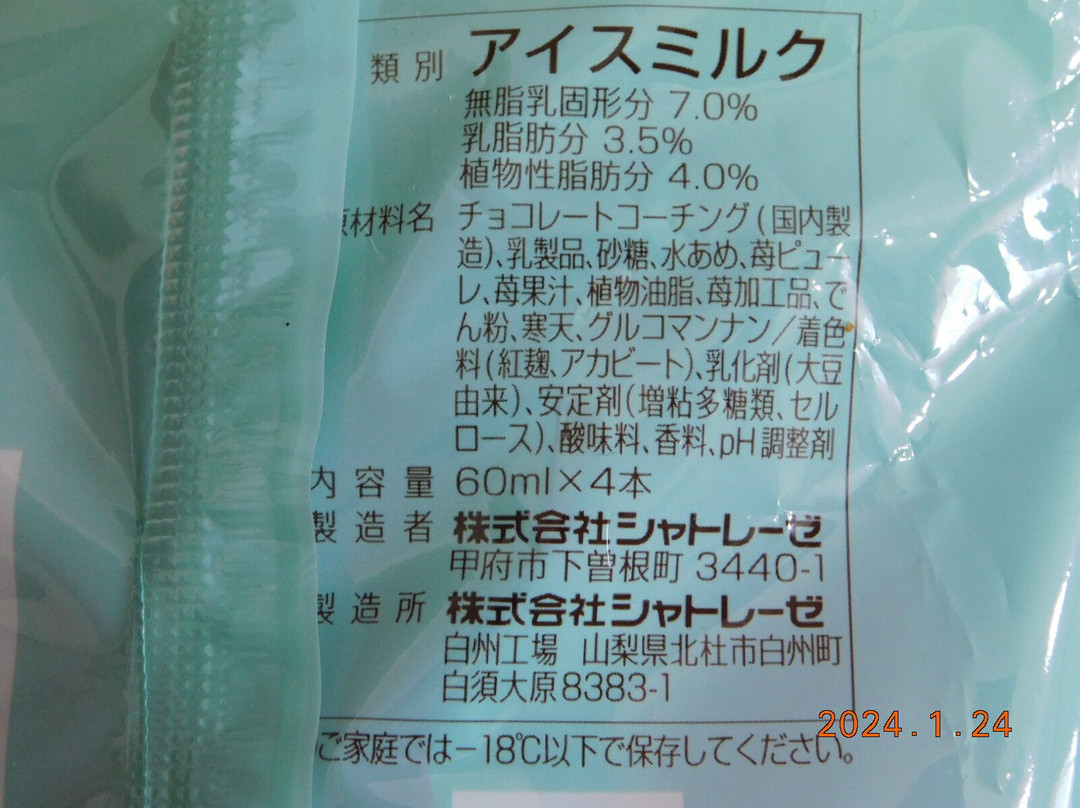 類別 アイスミルク
無脂乳固形分 7.0%
乳脂肪分 3.5%
植物性脂肪分 4.0%
原材料名 チョコレートコーチング(国内製
造)、乳製品、砂糖、水あめ、苺ピュー
レ、苺果汁、植物油脂、苺加工品、で
ん粉、寒天、グルコマンナン/着色
料(紅麹、アカビート)、乳化剤(大豆
由来)、安定剤(増粘多糖類、セル
ロース)、酸味料、香料、pH調整剤
内容量 60ml×4本
製造者 株式会社シャトレーゼ
甲府市下曽根町 3440-1
製造所 株式会社シャトレーゼ
白州工場 山梨県北杜市白州町
白須大原8383-1
ご家庭では-18℃以下で保存してください。
2024.1.24